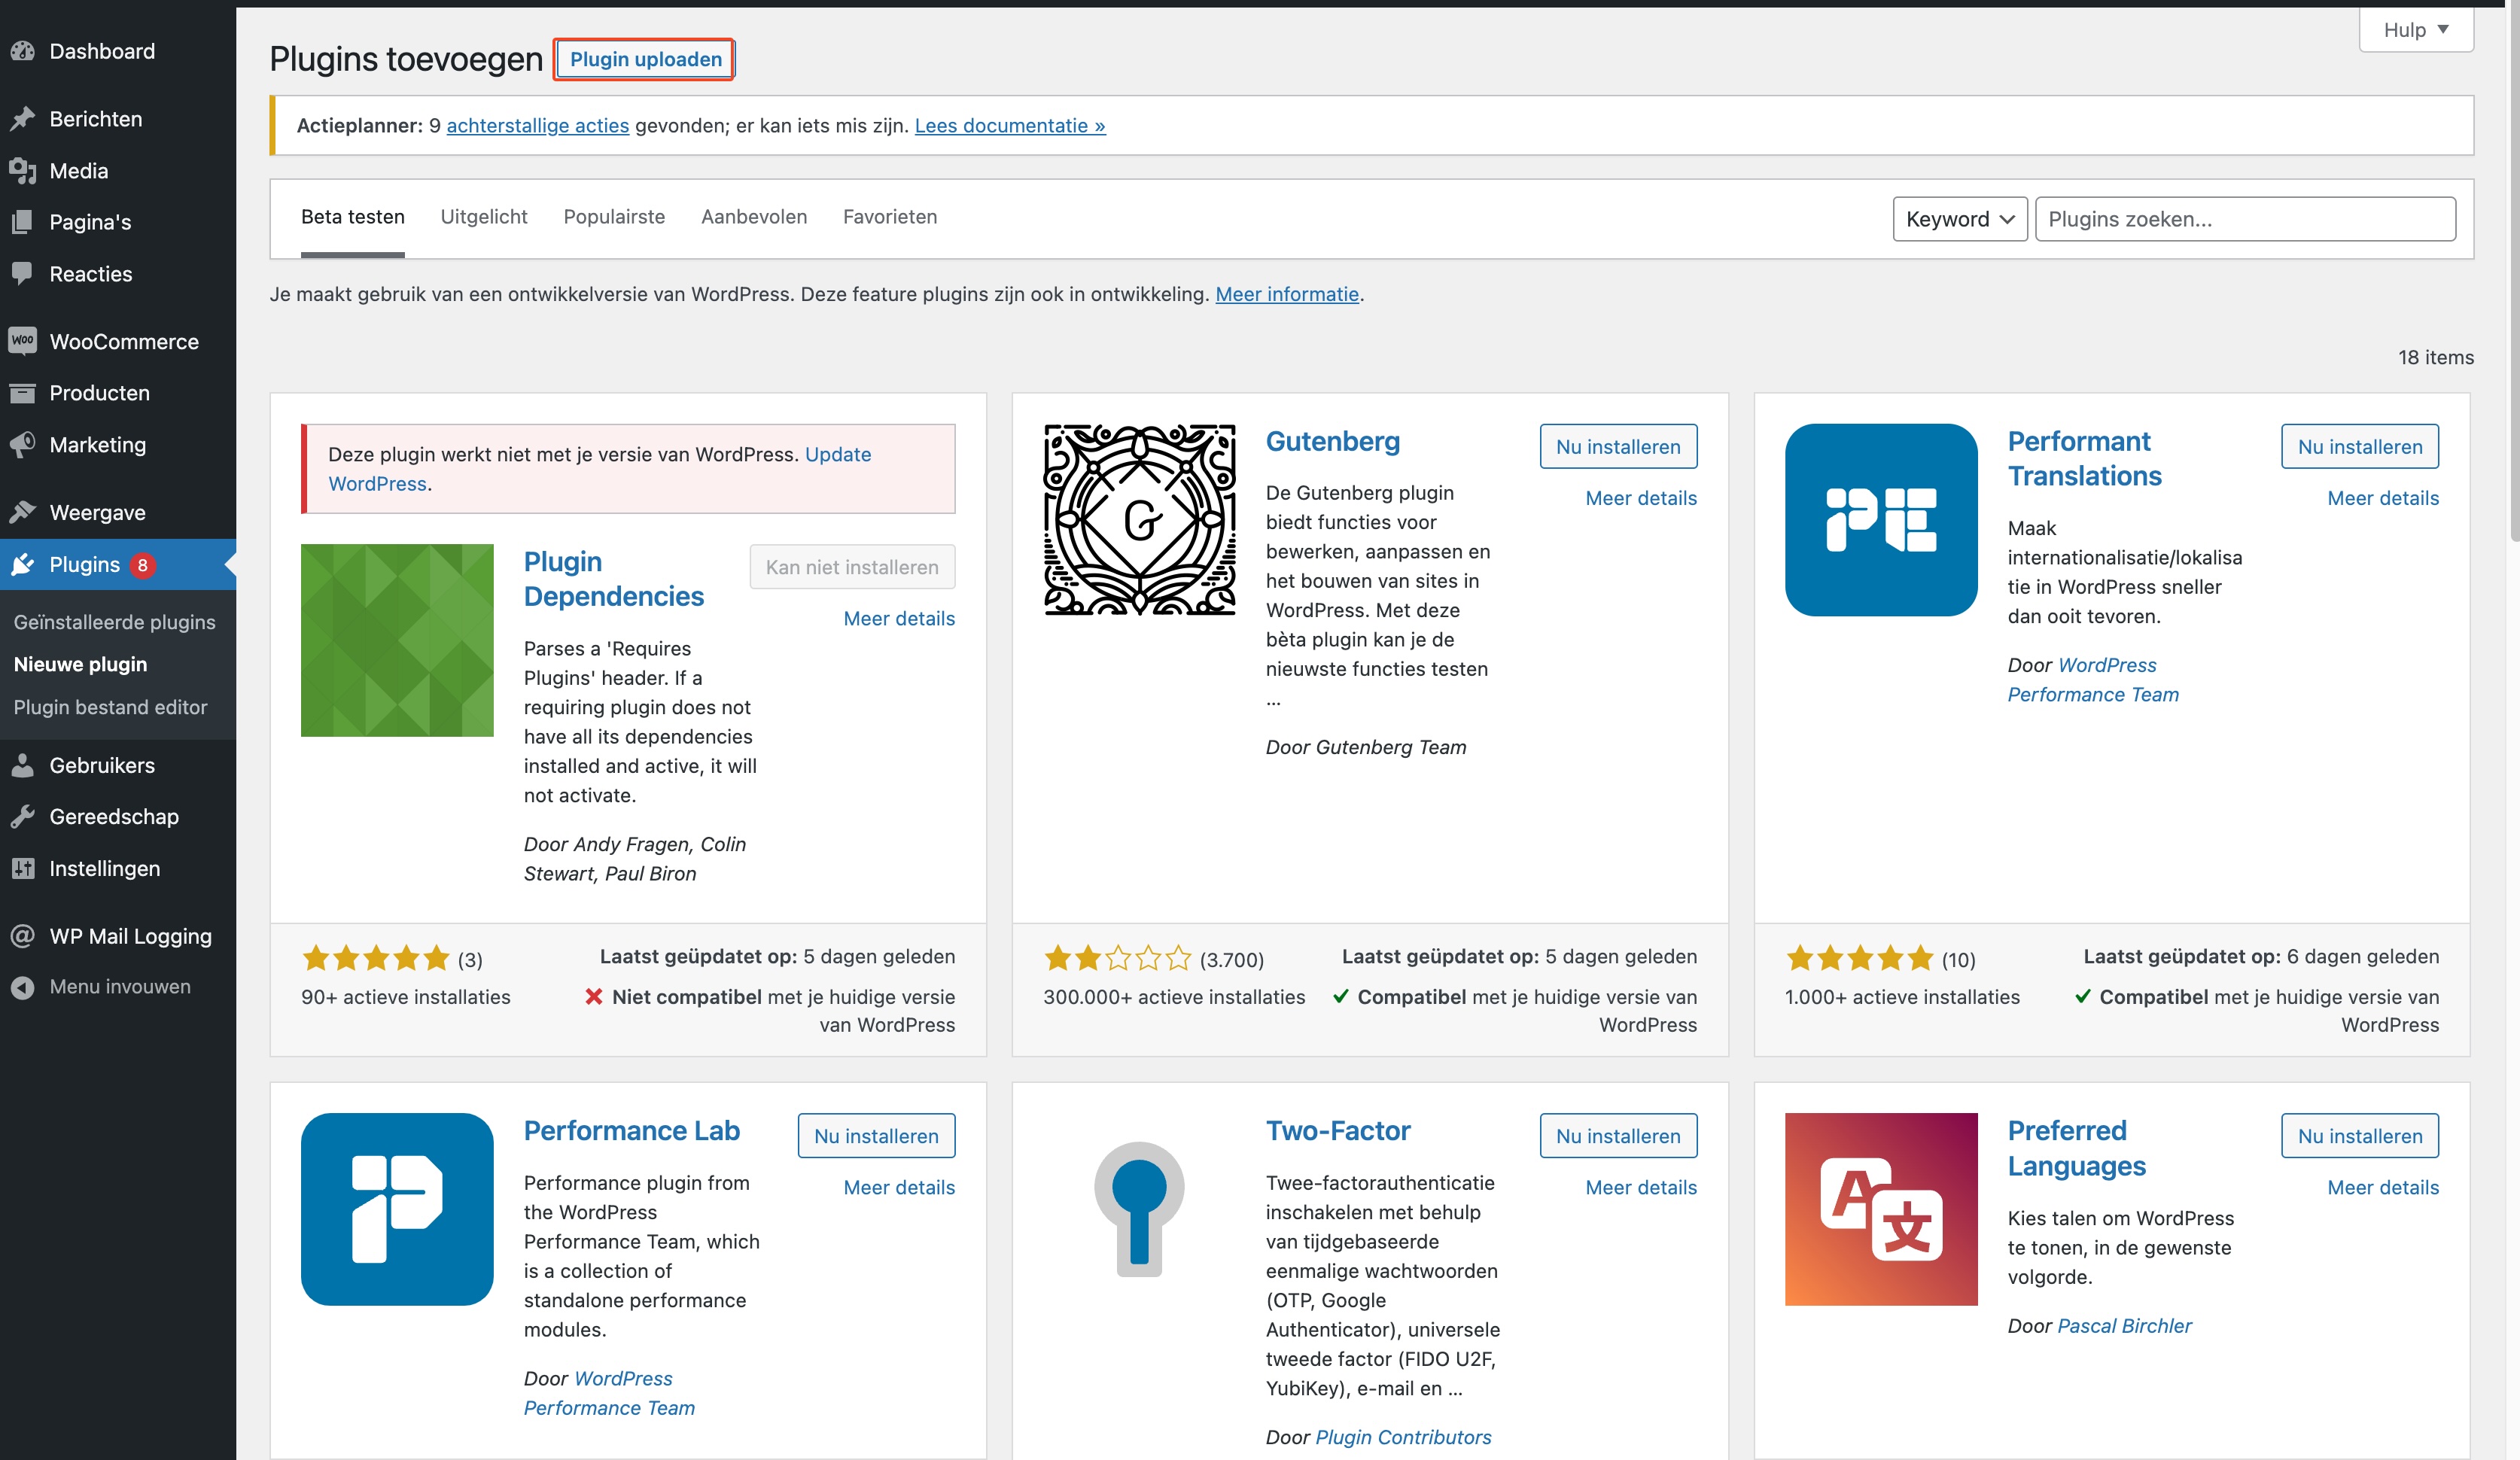 Dashboard
Berichten
Media
Pagina's
Reacties
WooCommerce
Producten
Marketing
Weergave
Plugins 8
Geïnstalleerde plugins
Nieuwe plugin
Plugin bestand editor
Gebruikers
Gereedschap
Instellingen
WP Mail Logging
Menu invouwen
Hulp
Plugins toevoegen Plugin uploaden
Actieplanner: 9 achterstallige acties gevonden; er kan iets mis zijn. Lees documentatie »
Beta testen Uitgelicht Populairste Aanbevolen Favorieten Keyword Plugins zoeken...
Je maakt gebruik van een ontwikkelversie van WordPress. Deze feature plugins zijn ook in ontwikkeling. Meer informatie.
18 items
Deze plugin werkt niet met je versie van WordPress. Update
WordPress.
Plugin
Dependencies
Kan niet installeren
Meer details
Parses a 'Requires
Plugins' header. If a
requiring plugin does not
have all its dependencies
installed and active, it will
not activate.
Door Andy Fragen, Colin
Stewart, Paul Biron
(3)
90+ actieve installaties
Laatst geüpdatet op: 5 dagen geleden
Niet compatibel met je huidige versie
van WordPress
G
Gutenberg
Nu installeren
Meer details
De Gutenberg plugin
biedt functies voor
bewerken, aanpassen en
het bouwen van sites in
WordPress. Met deze
bèta plugin kan je de
nieuwste functies testen
...
Door Gutenberg Team
(3.700)
300.000+ actieve installaties
Laatst geüpdatet op: 5 dagen geleden
Compatibel met je huidige versie van
WordPress
Performant
Translations
Nu installeren
Meer details
Maak
internationalisatie/lokalisa
tie in WordPress sneller
dan ooit tevoren.
Door WordPress
Performance Team
(10)
1.000+ actieve installaties
Laatst geüpdatet op: 6 dagen geleden
Compatibel met je huidige versie van
WordPress
Performance Lab
Nu installeren
Meer details
Performance plugin from
the WordPress
Performance Team, which
is a collection of
standalone performance
modules.
Door WordPress
Performance Team
Two-Factor
Nu installeren
Meer details
Twee-factorauthenticatie
inschakelen met behulp
van tijdgebaseerde
eenmalige wachtwoorden
(OTP, Google
Authenticator), universele
tweede factor (FIDO U2F,
YubiKey), e-mail en ...
Door Plugin Contributors
A文
Preferred
Languages
Nu installeren
Meer details
Kies talen om WordPress
te tonen, in de gewenste
volgorde.
Door Pascal Birchler